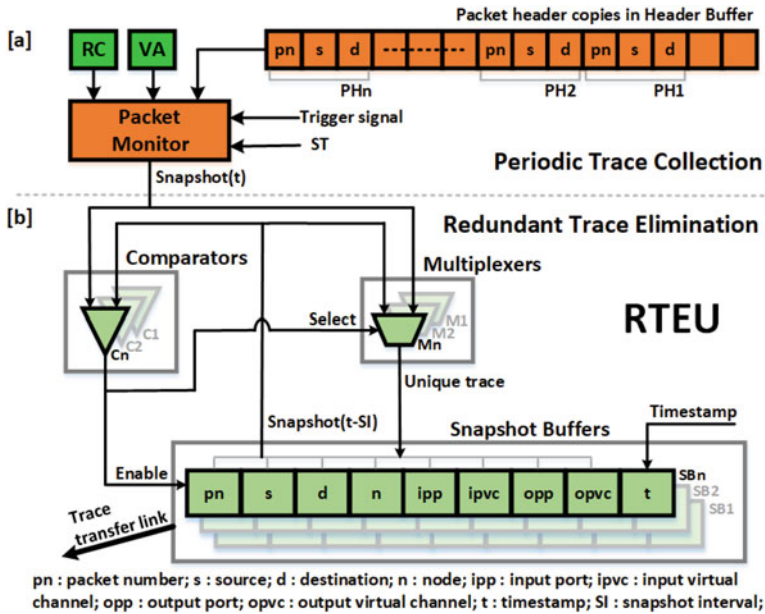 Packet header copies in Header Buffer
[a]
RC VA
pn s d pn s d pn s d
PHn PH2 PH1
Packet
Monitor
Trigger signal
ST
Periodic Trace Collection
Snapshot(t)
[b]
Redundant Trace Elimination
Comparators
Multiplexers
C1
C2
Cn
Select
M1
M2
Mn
RTEU
Unique trace
Snapshot(t-SI)
Timestamp
Snapshot Buffers
Enable
pn s d n ipp ipvc opp opvc t
SBn
SB2
SB1
Trace
transfer link
pn : packet number; s : source; d : destination; n : node; ipp : input port; ipvc : input virtual
channel; opp : output port; opvc : output virtual channel; t : timestamp; SI : snapshot interval;